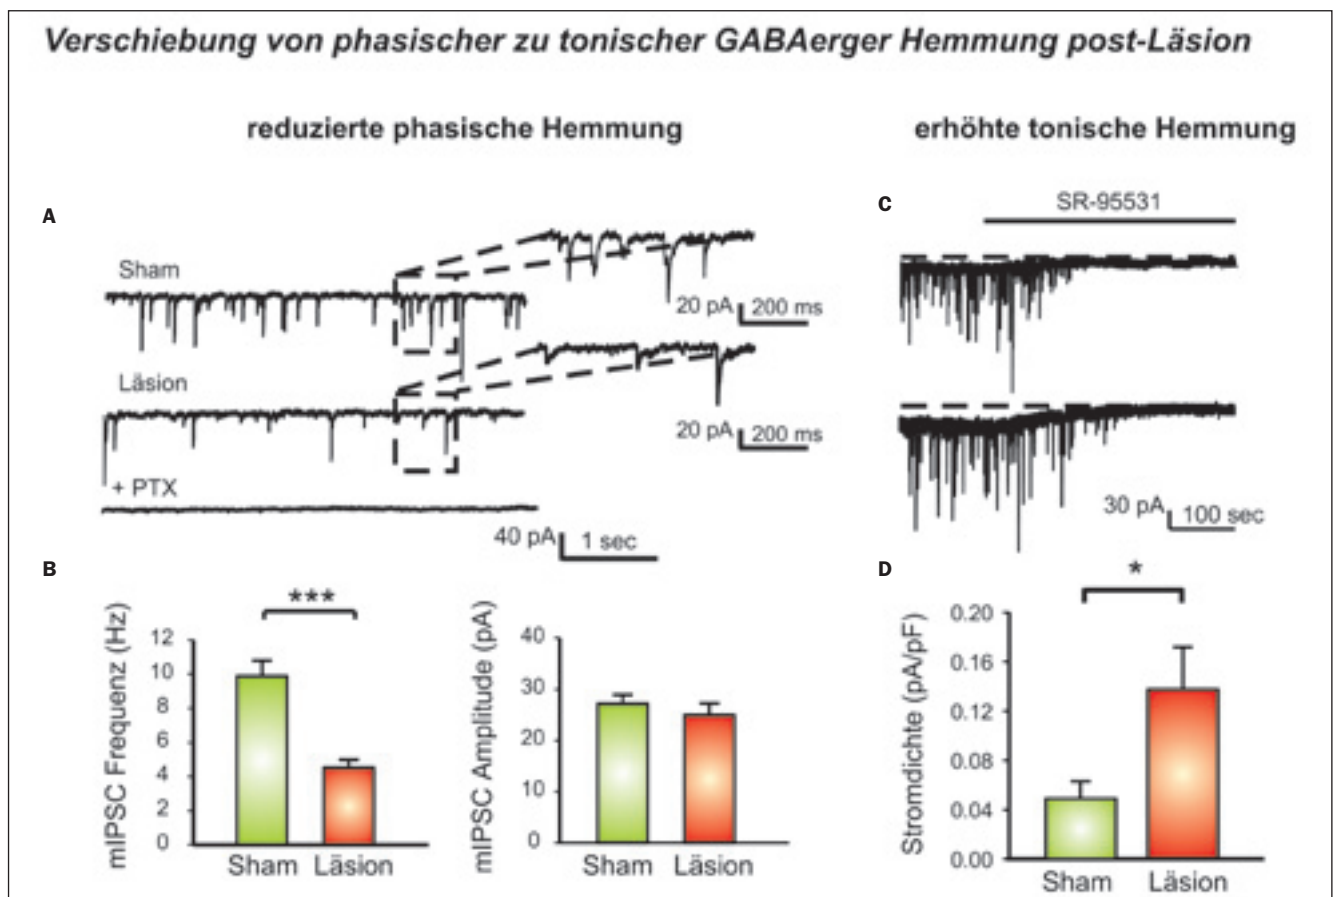 Verschiebung von phasischer zu tonischer GABAerger Hemmung post-Läsion
reduzierte phasische Hemmung
erhöhte tonische Hemmung
A
Sham
20 pA 200 ms
Läsion
20 pA 200 ms
+ PTX
40 pA 1 sec
C
SR-95531
30 pA 100 sec
B
***
mIPSC Frequenz (Hz)
12
10
8
6
4
2
0
Sham Läsion
mIPSC Amplitude (pA)
40
30
20
10
0
Sham Läsion
D
*
Stromdichte (pA/pF)
0.20
0.16
0.12
0.08
0.04
0.00
Sham Läsion